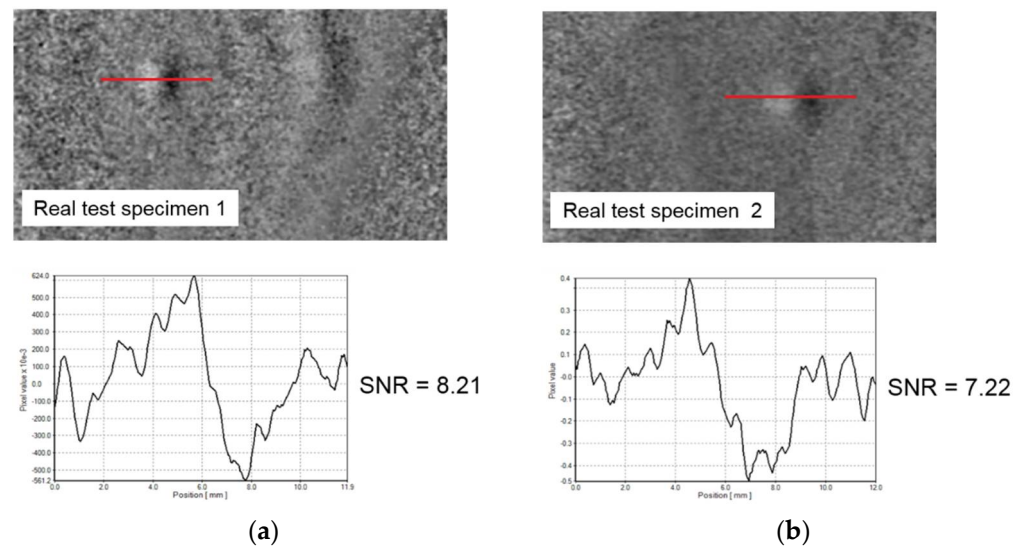 Real test specimen 1
Real test specimen 2
624.0
500.0
400.0
300.0
200.0
100.0
0.0
-100.0
-200.0
-300.0
-400.0
-500.0
-561.2
Pixel value x 10e-3
0.0 2.0 4.0 6.0 8.0 10.0 11.9
Position [ mm ]
SNR = 8.21
0.4
0.3
0.2
0.1
-0.0
-0.1
-0.2
-0.3
-0.4
-0.5
Pixel value
0.0 2.0 4.0 6.0 8.0 10.0 12.0
Position [ mm ]
SNR = 7.22
(a)
(b)